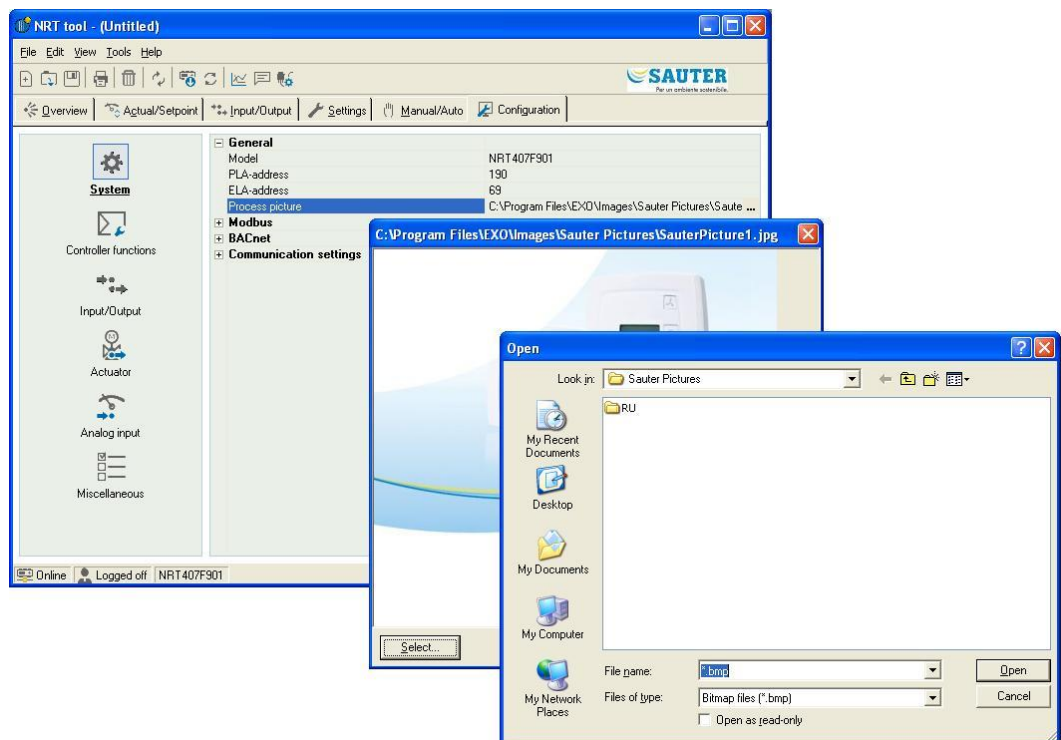 NRT tool - (Untitled)
File Edit View Tools Help
SAUTER
Per un ambiente sostenibile.
Overview Actual/Setpoint Input/Output Settings Manual/Auto Configuration
System
Controller functions
Input/Output
Actuator
Analog input
Miscellaneous
General
Model NRT407F901
PLA-address 190
ELA-address 69
Process picture C:\Program Files\EXO\Images\Sauter Pictures\Saute ...
Modbus
BACnet
Communication settings
Online Logged off NRT407F901
C:\Program Files\EXO\Images\Sauter Pictures\SauterPicture1.jpg
Select...
Open
Look in: Sauter Pictures
RU
My Recent
Documents
Desktop
My Documents
My Computer
My Network
Places
File name: *.bmp Open
Files of type: Bitmap files (*.bmp) Cancel
Open as read-only